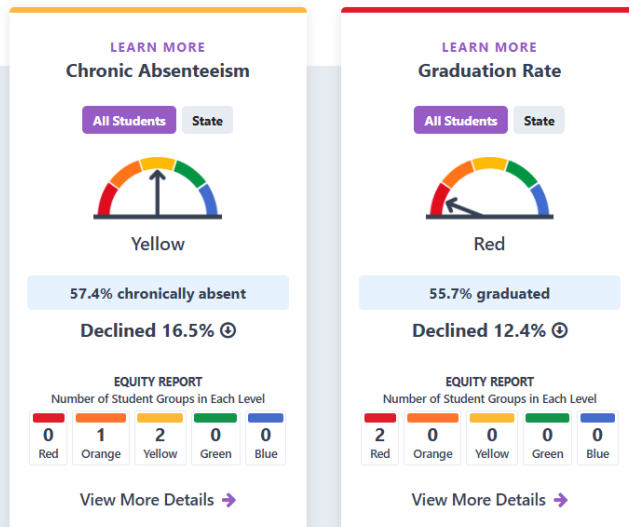 LEARN MORE
Chronic Absenteeism
All Students State
Yellow
57.4% chronically absent
Declined 16.5%
EQUITY REPORT
Number of Student Groups in Each Level
0 1 2 0 0
Red Orange Yellow Green Blue
View More Details
LEARN MORE
Graduation Rate
All Students State
Red
55.7% graduated
Declined 12.4%
EQUITY REPORT
Number of Student Groups in Each Level
2 0 0 0 0
Red Orange Yellow Green Blue
View More Details